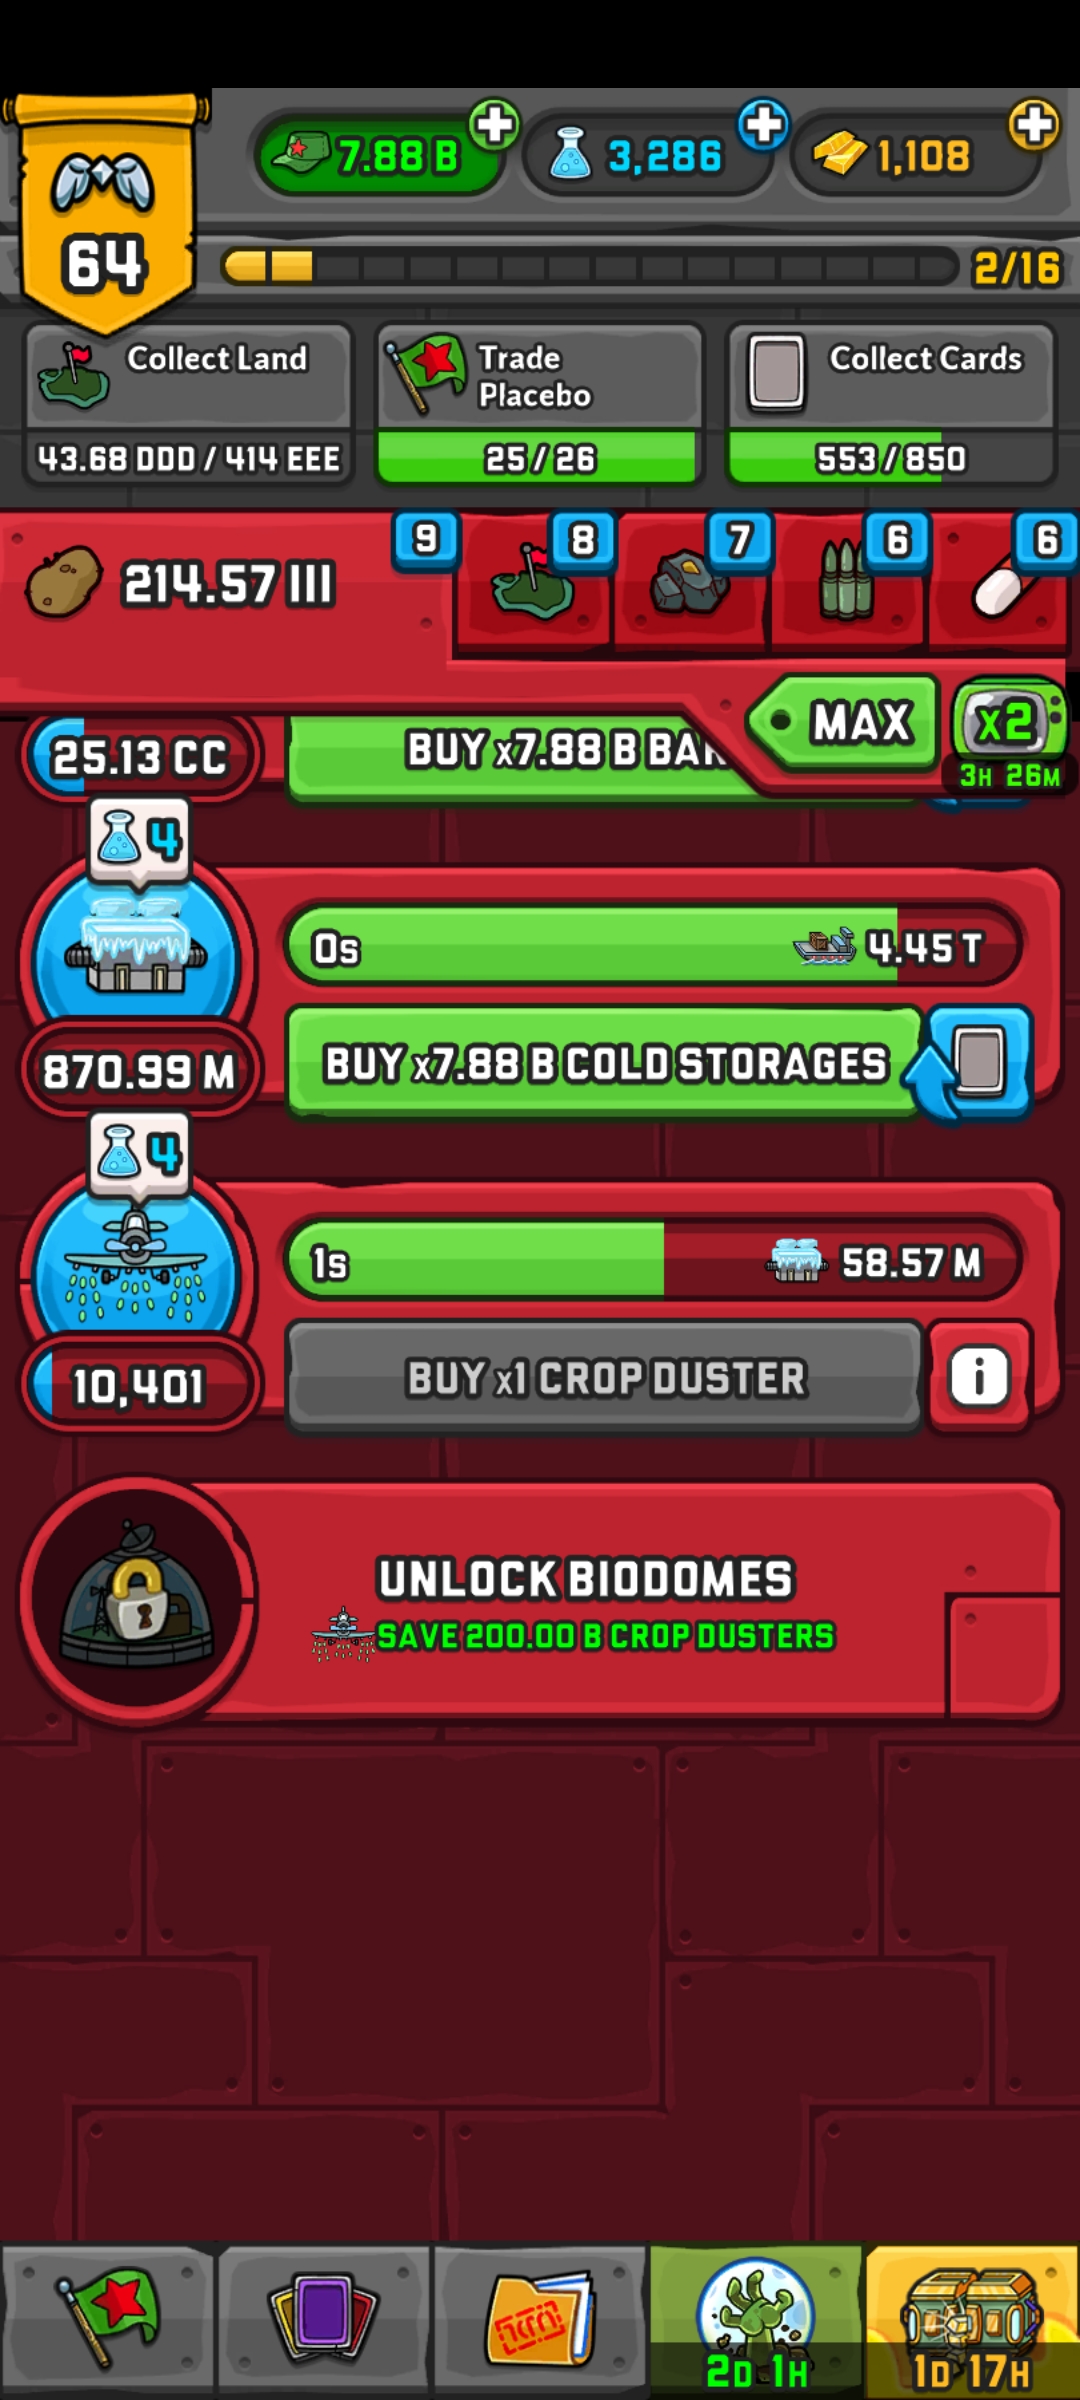 7.88 B
3,286
1,108
64
2/16
Collect Land
43.68 DDD / 414 EEE
Trade
Placebo
25 / 26
Collect Cards
553 / 850
214.57 III
9
8
7
6
6
MAX
x2
3H 26M
25.13 CC
BUY x7.88 B
4
0s
4.45 T
870.99 M
BUY x7.88 B COLD STORAGES
4
1s
58.57 M
10,401
BUY x1 CROP DUSTER
i
UNLOCK BIODOMES
SAVE 200.00 B CROP DUSTERS
2D 1H
1D 17H